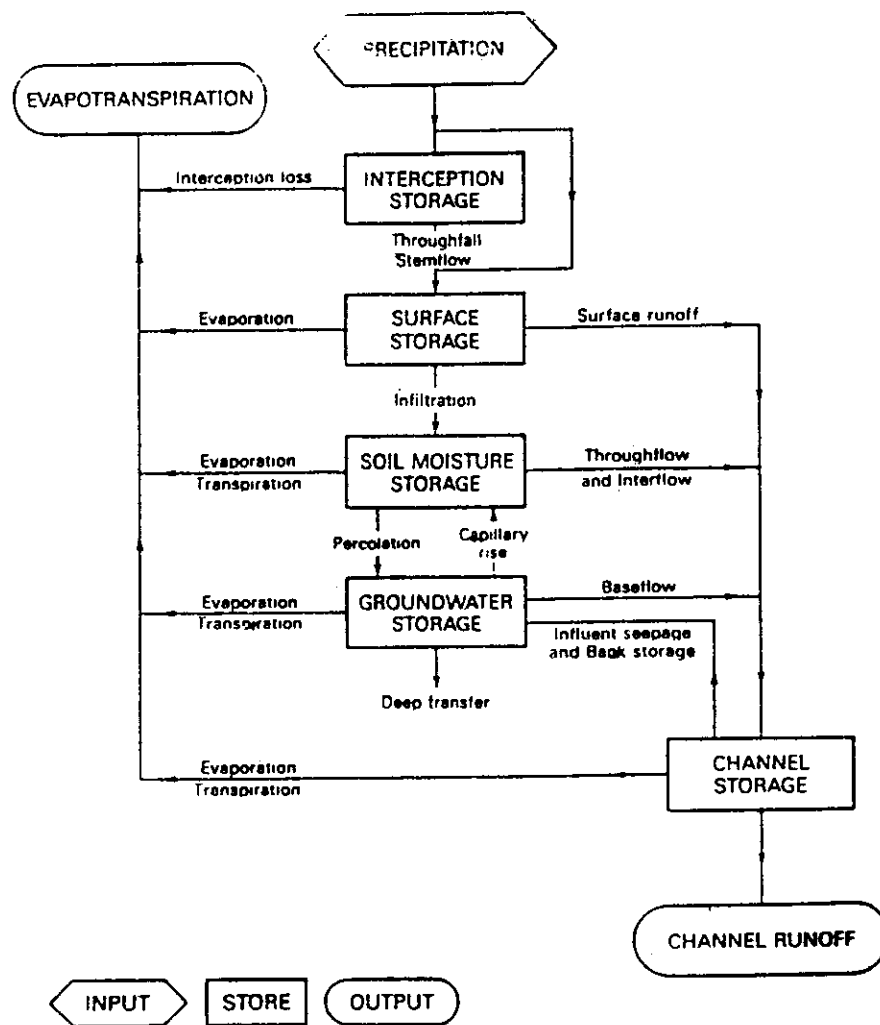 PRECIPITATION
EVAPOTRANSPIRATION
Interception loss
INTERCEPTION
STORAGE
Throughfall
Stemflow
Evaporation
SURFACE
STORAGE
Surface runoff
Infiltration
Evaporation
Transpiration
SOIL MOISTURE
STORAGE
Throughflow
and Interflow
Percolation
Capillary
rise
Evaporation
Transpiration
GROUNDWATER
STORAGE
Baseflow
Influent seepage
and Bank storage
Deep transfer
Evaporation
Transpiration
CHANNEL
STORAGE
CHANNEL RUNOFF
INPUT
STORE
OUTPUT